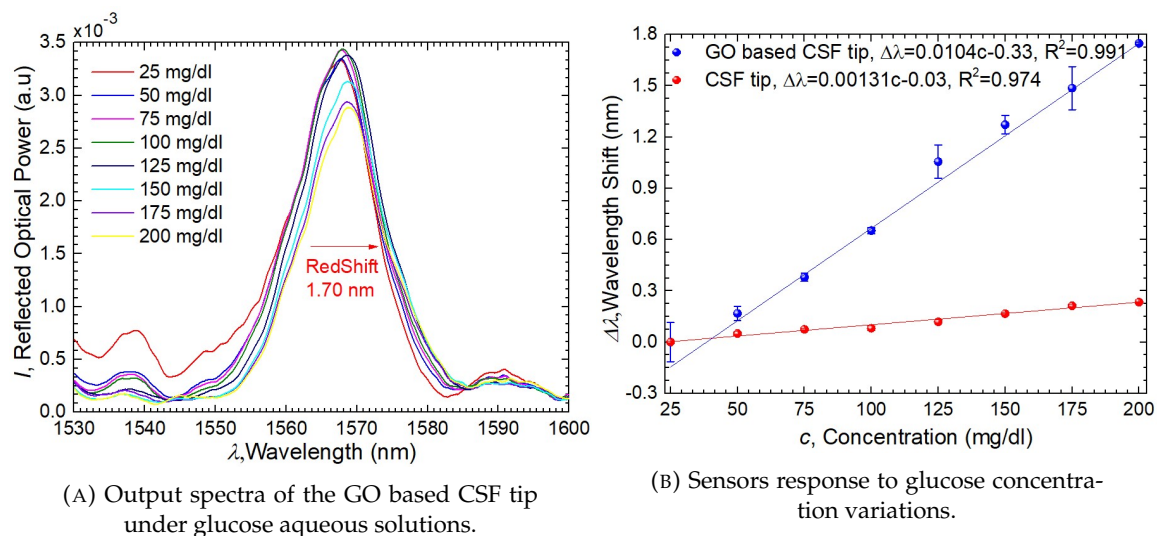 ×10⁻³
3.5
3.0
2.5
2.0
1.5
1.0
0.5
0.0
I, Reflected Optical Power (a.u)
25 mg/dl
50 mg/dl
75 mg/dl
100 mg/dl
125 mg/dl
150 mg/dl
175 mg/dl
200 mg/dl
RedShift
1.70 nm
1530 1540 1550 1560 1570 1580 1590 1600
λ,Wavelength (nm)
(A) Output spectra of the GO based CSF tip
under glucose aqueous solutions.
1.8
1.5
1.2
0.9
0.6
0.3
0.0
-0.3
Δλ,Wavelength Shift (nm)
GO based CSF tip, Δλ=0.0104c-0.33, R²=0.991
CSF tip, Δλ=0.00131c-0.03, R²=0.974
25 50 75 100 125 150 175 200
c, Concentration (mg/dl)
(B) Sensors response to glucose concentra-
tion variations.